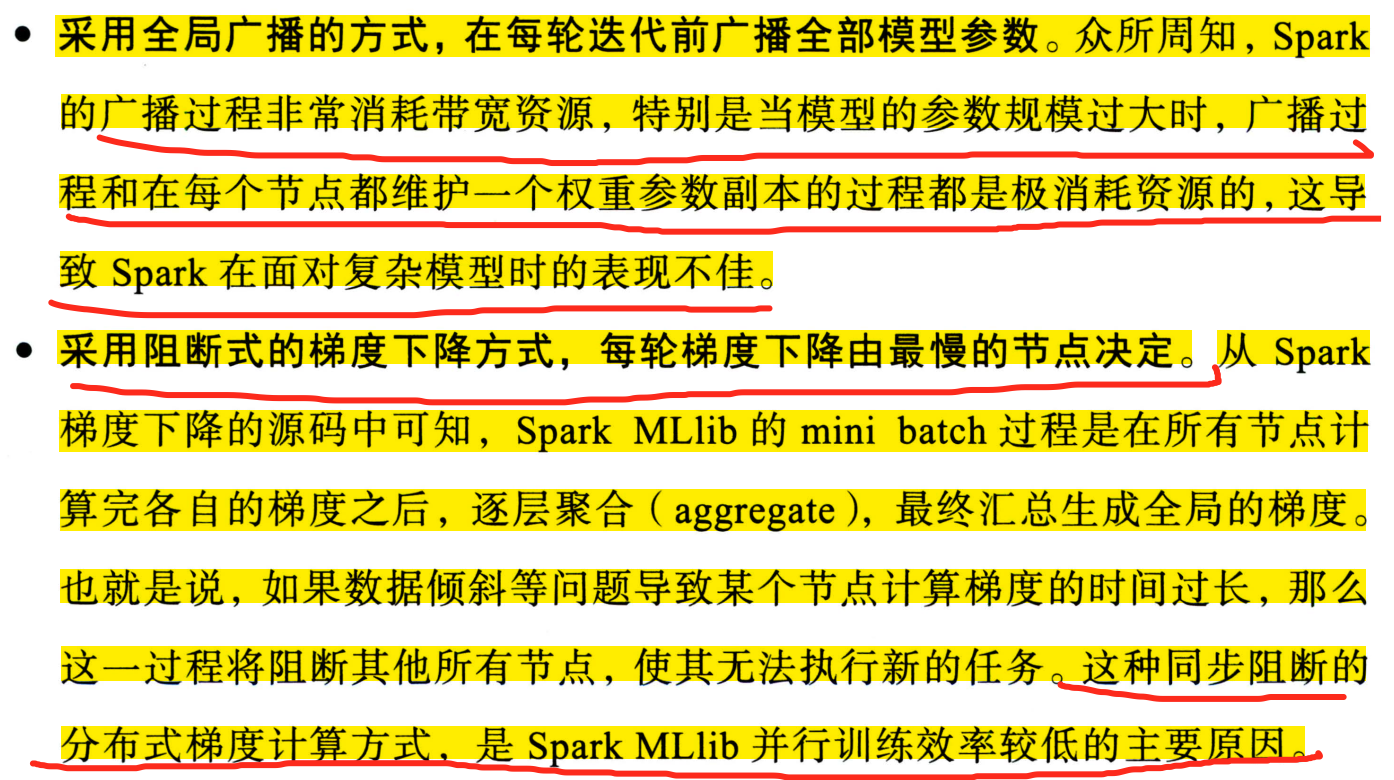 • 采用全局广播的方式，在每轮迭代前广播全部模型参数。众所周知，Spark
的广播过程非常消耗带宽资源，特别是当模型的参数规模过大时，广播过
程和在每个节点都维护一个权重参数副本的过程都是极消耗资源的，这导
致 Spark 在面对复杂模型时的表现不佳。
• 采用阻断式的梯度下降方式，每轮梯度下降由最慢的节点决定。从 Spark
梯度下降的源码中可知，Spark MLlib 的 mini batch 过程是在所有节点计
算完各自的梯度之后，逐层聚合（aggregate），最终汇总生成全局的梯度。
也就是说，如果数据倾斜等问题导致某个节点计算梯度的时间过长，那么
这一过程将阻断其他所有节点，使其无法执行新的任务。这种同步阻断的
分布式梯度计算方式，是 Spark MLlib 并行训练效率较低的主要原因。